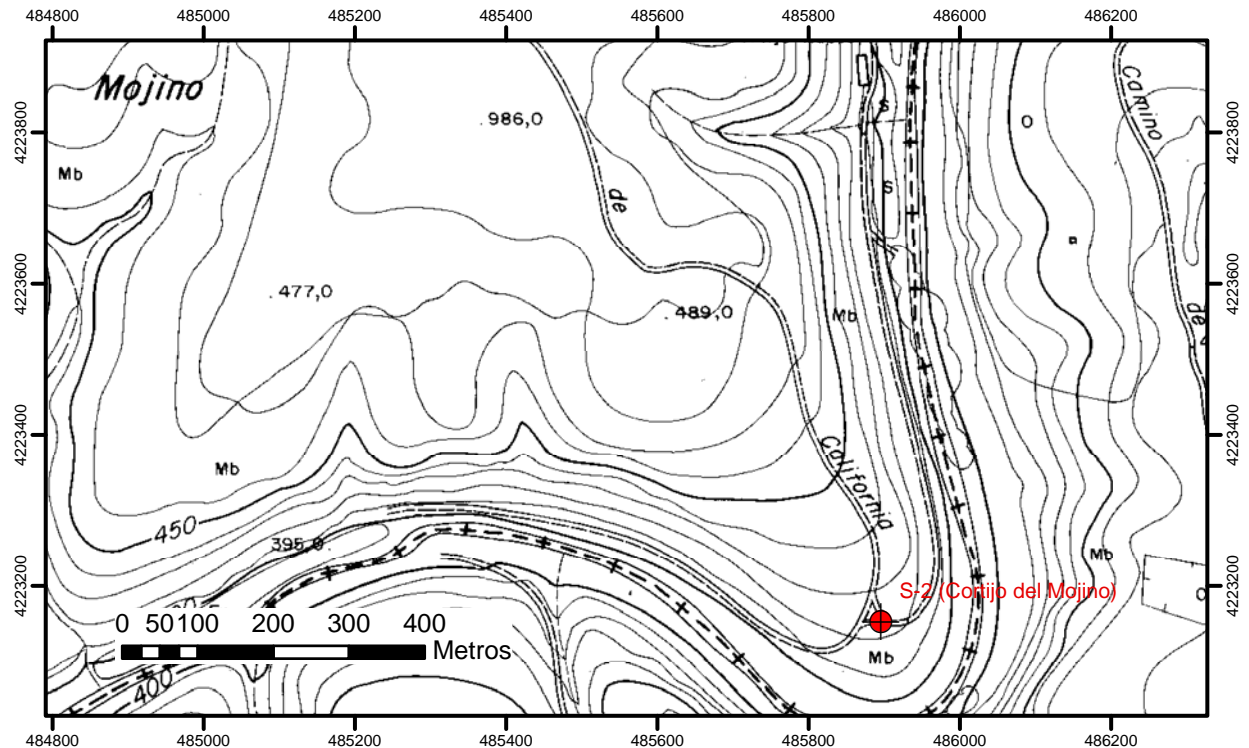 484800 485000 485200 485400 485600 485800 486000 486200
Mojino
Camino
986,0
S
O
4223800 4223800
Mb
S
de
4223600 4223600
477,0
489,0
Mb
de
4223400 4223400
Mb
California
450
395,0
Mb
S-2 (Cortijo del Mojino)
4223200 4223200
O
0 50 100 200 300 400
Metros
Mb
400
484800 485000 485200 485400 485600 485800 486000 486200